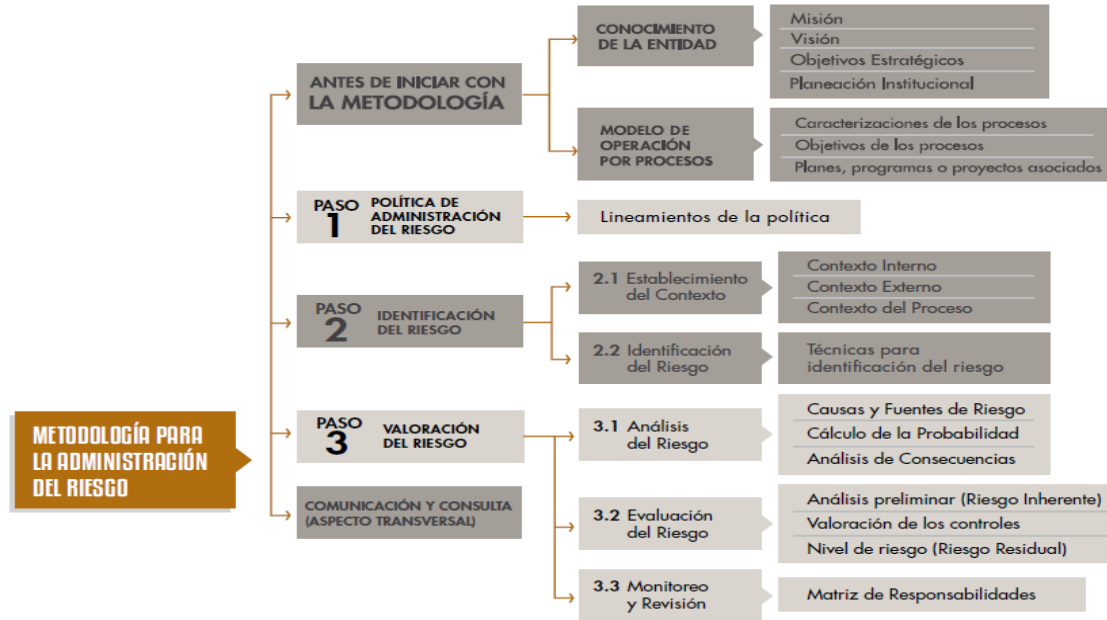 METODOLOGÍA PARA
LA ADMINISTRACIÓN
DEL RIESGO
ANTES DE INICIAR CON
LA METODOLOGÍA
CONOCIMIENTO
DE LA ENTIDAD
Misión
Visión
Objetivos Estratégicos
Planeación Institucional
MODELO DE
OPERACIÓN
POR PROCESOS
Caracterizaciones de los procesos
Objetivos de los procesos
Planes, programas o proyectos asociados
PASO
1
POLÍTICA DE
ADMINISTRACIÓN
DEL RIESGO
Lineamientos de la política
PASO
2
IDENTIFICACIÓN
DEL RIESGO
2.1 Establecimiento
del Contexto
Contexto Interno
Contexto Externo
Contexto del Proceso
2.2 Identificación
del Riesgo
Técnicas para
identificación del riesgo
PASO
3
VALORACIÓN
DEL RIESGO
3.1 Análisis
del Riesgo
Causas y Fuentes de Riesgo
Cálculo de la Probabilidad
Análisis de Consecuencias
3.2 Evaluación
del Riesgo
Análisis preliminar (Riesgo Inherente)
Valoración de los controles
Nivel de riesgo (Riesgo Residual)
3.3 Monitoreo
y Revisión
Matriz de Responsabilidades
COMUNICACIÓN Y CONSULTA
(ASPECTO TRANSVERSAL)